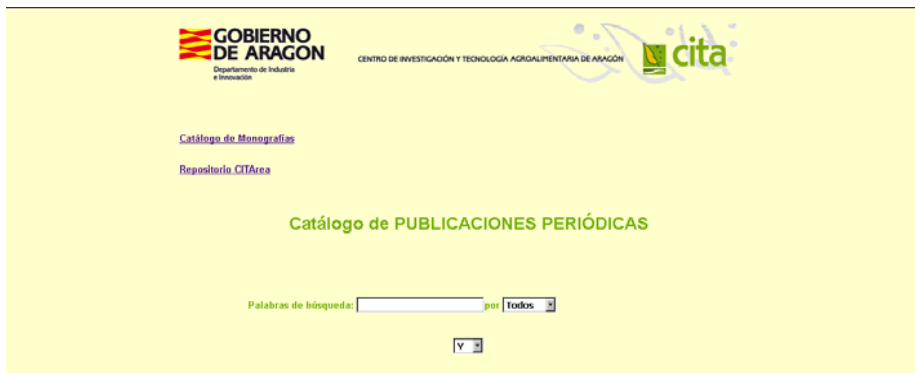 GOBIERNO
DE ARAGON
Departamento de Industria
e Innovación
CENTRO DE INVESTIGACIÓN Y TECNOLOGÍA AGROALIMENTARIA DE ARAGÓN
cita
Catálogo de Monografías
Repositorio CITArea
Catálogo de PUBLICACIONES PERIÓDICAS
Palabras de búsqueda: por Todos
Y